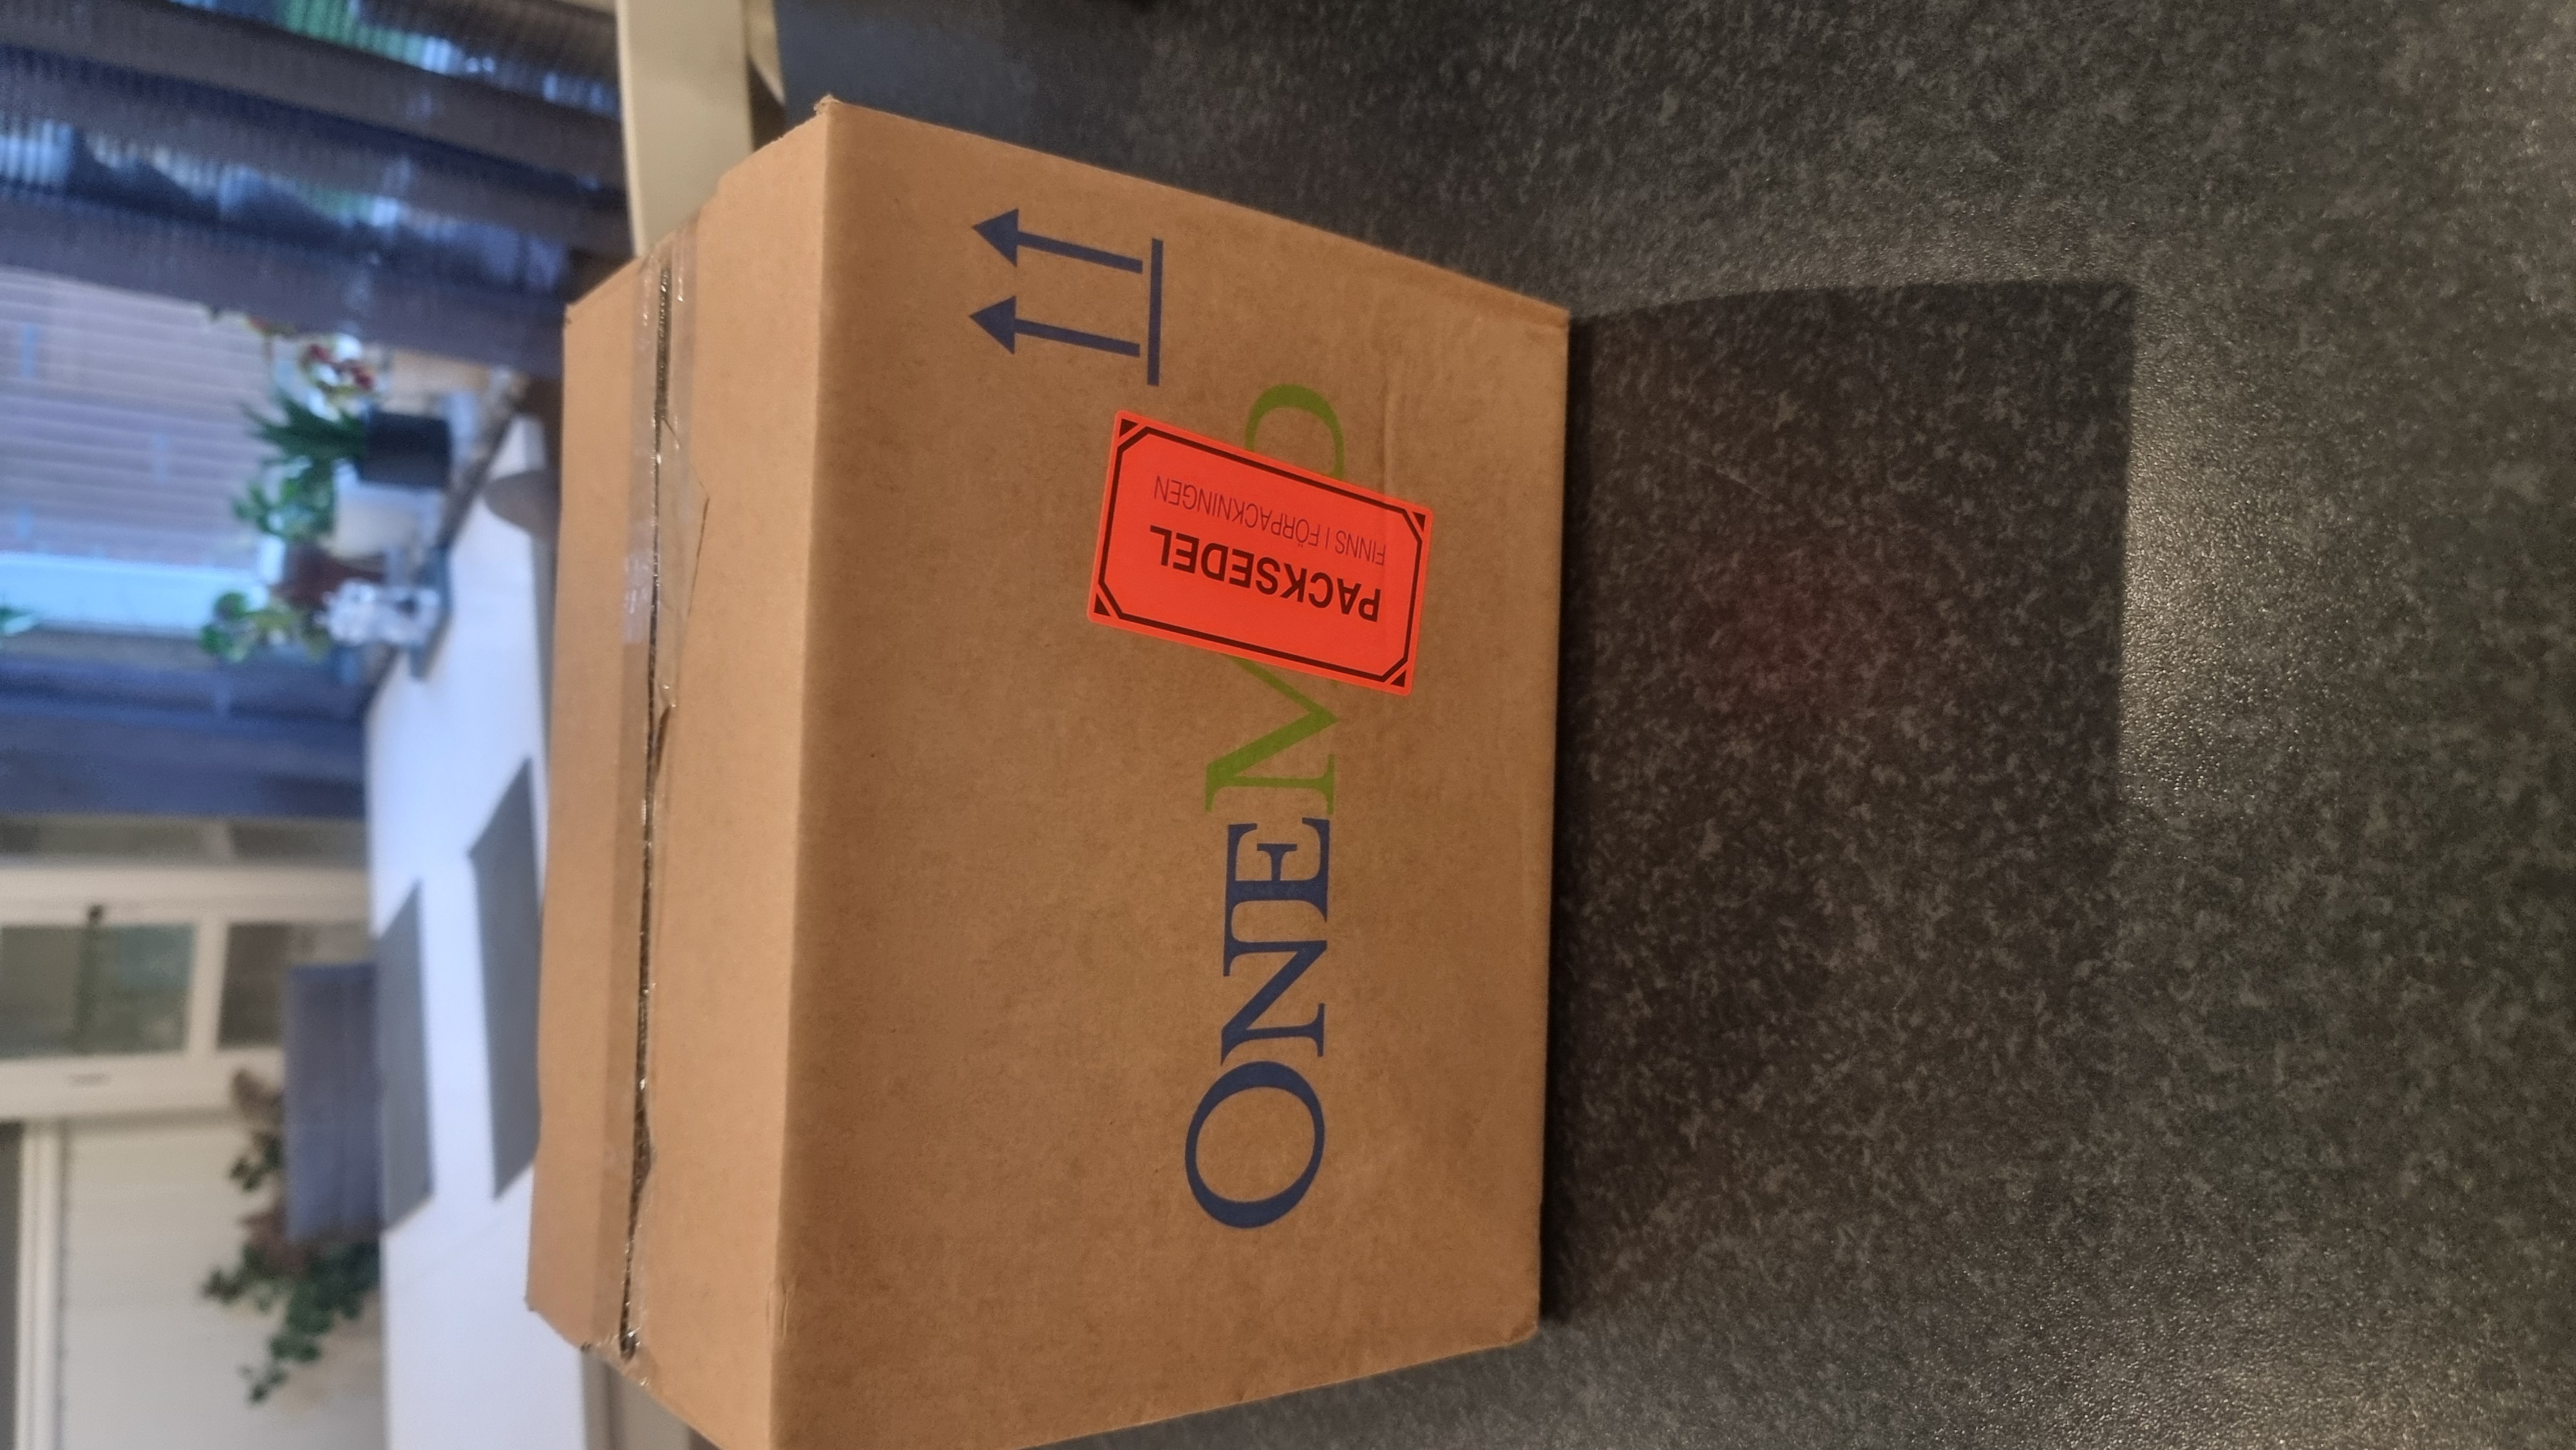 ONEM
PACKSEDEL
FINNS I FÖRPACKNINGEN